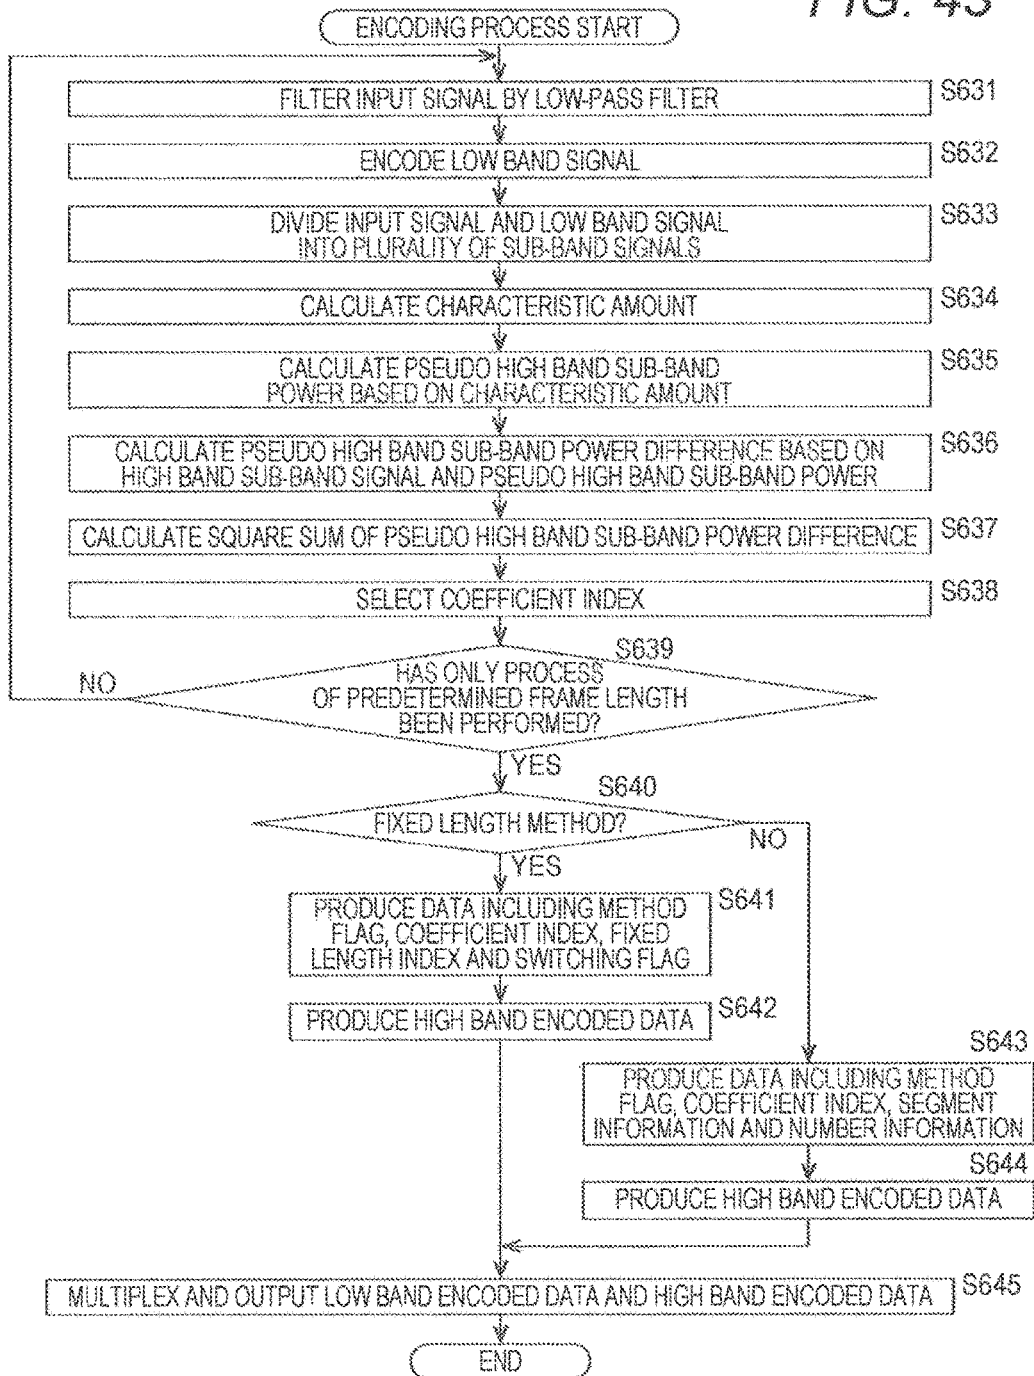 FIG. 43
ENCODING PROCESS START
FILTER INPUT SIGNAL BY LOW-PASS FILTER
S631
ENCODE LOW BAND SIGNAL
S632
DIVIDE INPUT SIGNAL AND LOW BAND SIGNAL
INTO PLURALITY OF SUB-BAND SIGNALS
S633
CALCULATE CHARACTERISTIC AMOUNT
S634
CALCULATE PSEUDO HIGH BAND SUB-BAND
POWER BASED ON CHARACTERISTIC AMOUNT
S635
CALCULATE PSEUDO HIGH BAND SUB-BAND POWER DIFFERENCE BASED ON
HIGH BAND SUB-BAND SIGNAL AND PSEUDO HIGH BAND SUB-BAND POWER
S636
CALCULATE SQUARE SUM OF PSEUDO HIGH BAND SUB-BAND POWER DIFFERENCE
S637
SELECT COEFFICIENT INDEX
S638
S639
HAS ONLY PROCESS
OF PREDETERMINED FRAME LENGTH
BEEN PERFORMED?
NO
YES
S640
FIXED LENGTH METHOD?
NO
YES
PRODUCE DATA INCLUDING METHOD
FLAG, COEFFICIENT INDEX, FIXED
LENGTH INDEX AND SWITCHING FLAG
S641
PRODUCE HIGH BAND ENCODED DATA
S642
S643
PRODUCE DATA INCLUDING METHOD
FLAG, COEFFICIENT INDEX, SEGMENT
INFORMATION AND NUMBER INFORMATION
S644
PRODUCE HIGH BAND ENCODED DATA
MULTIPLEX AND OUTPUT LOW BAND ENCODED DATA AND HIGH BAND ENCODED DATA
S645
END